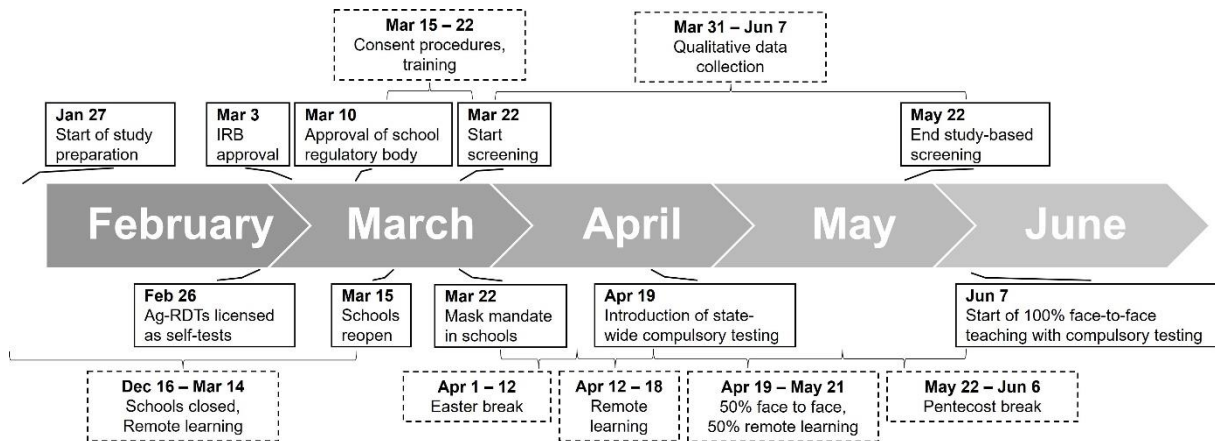 Mar 15 – 22
Consent procedures,
training
Mar 31 – Jun 7
Qualitative data
collection
Jan 27
Start of study
preparation
Mar 3
IRB
approval
Mar 10
Approval of school
regulatory body
Mar 22
Start
screening
May 22
End study-based
screening
February
March
April
May
June
Feb 26
Ag-RDTs licensed
as self-tests
Mar 15
Schools
reopen
Mar 22
Mask mandate
in schools
Apr 19
Introduction of state-
wide compulsory testing
Jun 7
Start of 100% face-to-face
teaching with compulsory testing
Dec 16 – Mar 14
Schools closed,
Remote learning
Apr 1 – 12
Easter break
Apr 12 – 18
Remote
learning
Apr 19 – May 21
50% face to face,
50% remote learning
May 22 – Jun 6
Pentecost break